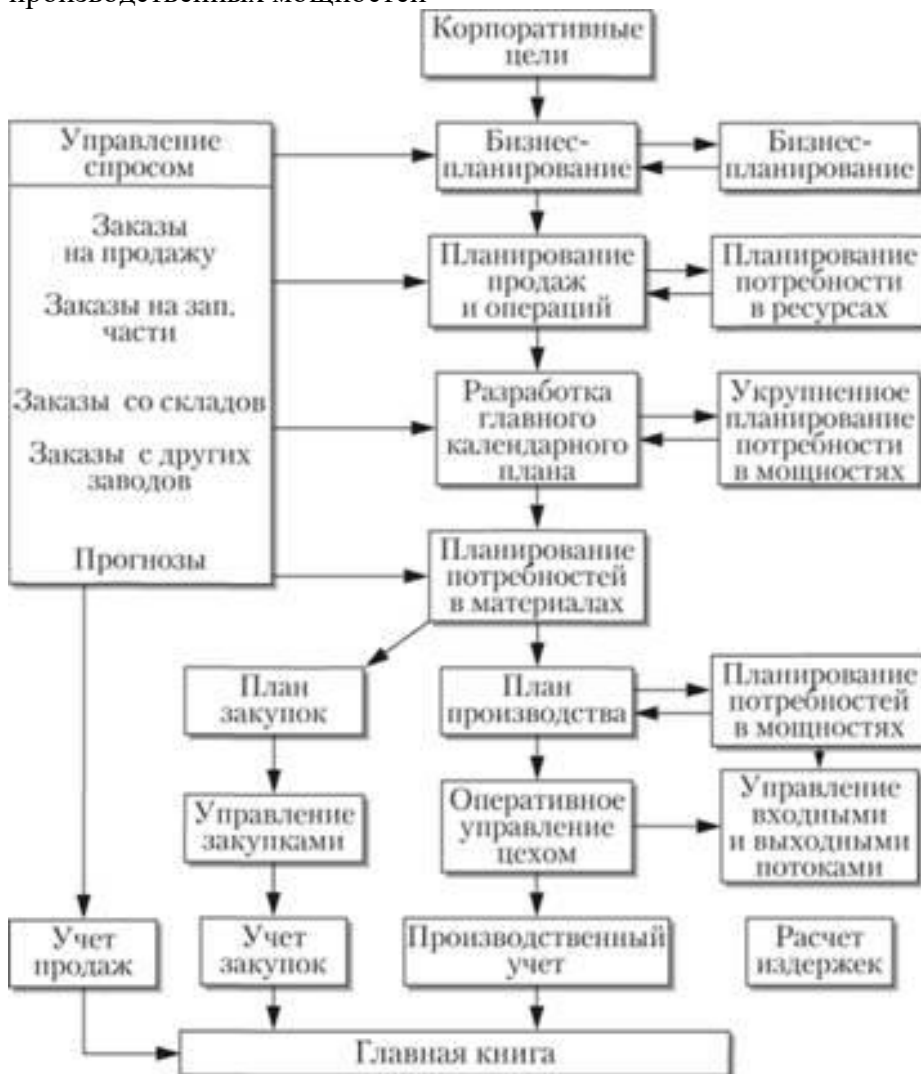 производственных мощностей
Корпоративные
цели
Управление
спросом
Бизнес-
планирование
Бизнес-
планирование
Заказы
на продажу
Заказы на зап.
части
Заказы со складов
Заказы с других
заводов
Прогнозы
Планирование
продаж
и операций
Планирование
потребности
в ресурсах
Разработка
главного
календарного
плана
Укрупненное
планирование
потребности
в мощностях
Планирование
потребностей
в материалах
План
закупок
План
производства
Планирование
потребностей
в мощностях
Управление
закупками
Оперативное
управление
цехом
Управление
входными
и выходными
потоками
Учет
продаж
Учет
закупок
Производственный
учет
Расчет
издержек
Главная книга